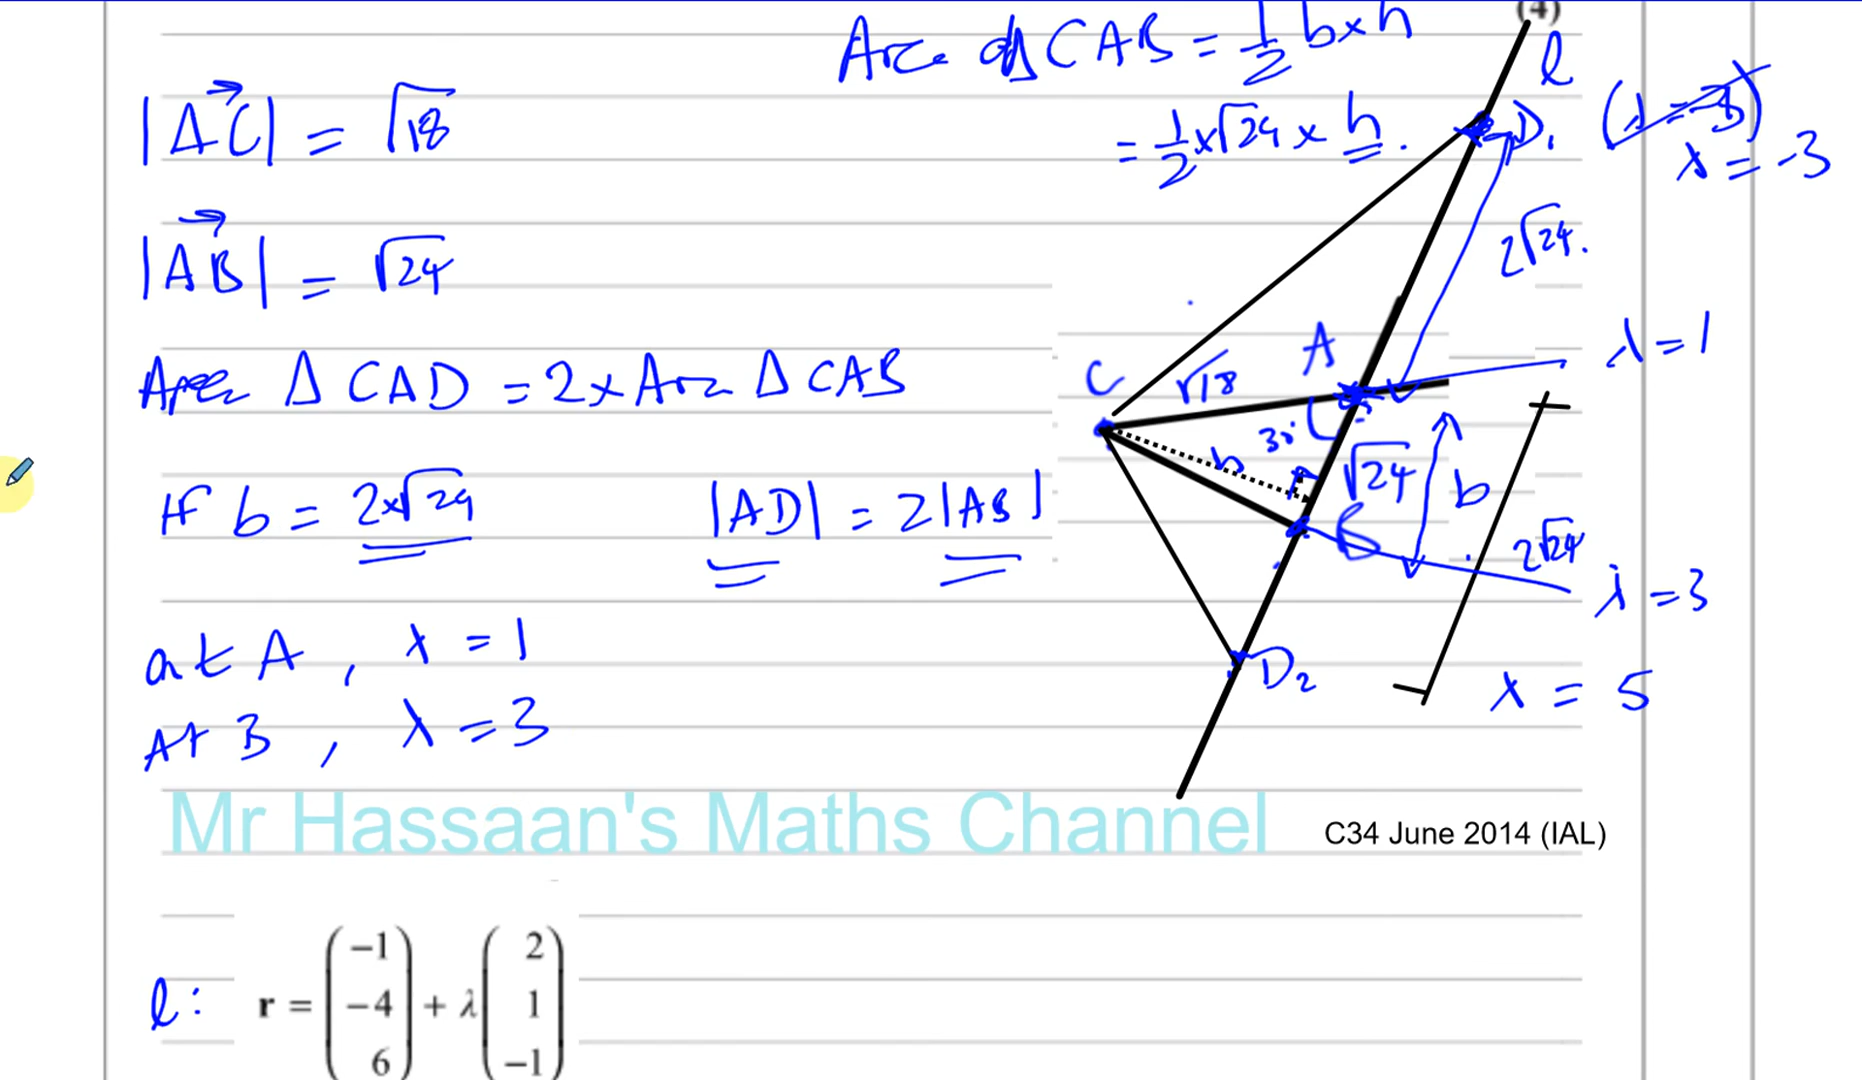 (4)
Area of CAB = 1/2 b×h
= 1/2 × √24 × h.
|AC| = √18
|AB| = √24
Area Δ CAD = 2 × Area Δ CAB
If b = 2×√24
|AD| = 2|AB|
at A, λ = 1
At B, λ = 3
l
D₁
λ = -3
2√24.
λ = 1
A
C
√18
30°
h
√24
b
B
2√24
λ = 3
D₂
λ = 5
Mr Hassaan's Maths Channel
C34 June 2014 (IAL)
l: r = (-1 -4 6) + λ (2 1 -1)